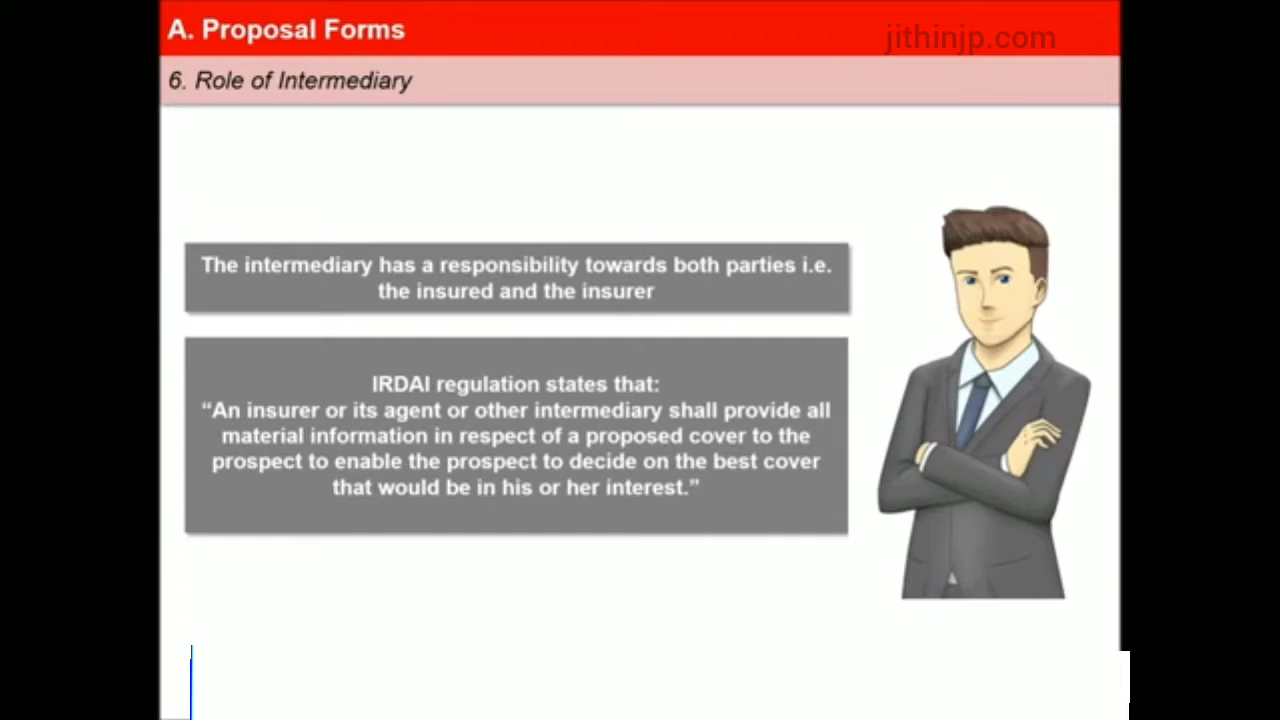 A. Proposal Forms
jithinjp.com
6. Role of Intermediary
The intermediary has a responsibility towards both parties i.e.
the insured and the insurer
IRDAI regulation states that:
“An insurer or its agent or other intermediary shall provide all
material information in respect of a proposed cover to the
prospect to enable the prospect to decide on the best cover
that would be in his or her interest.”